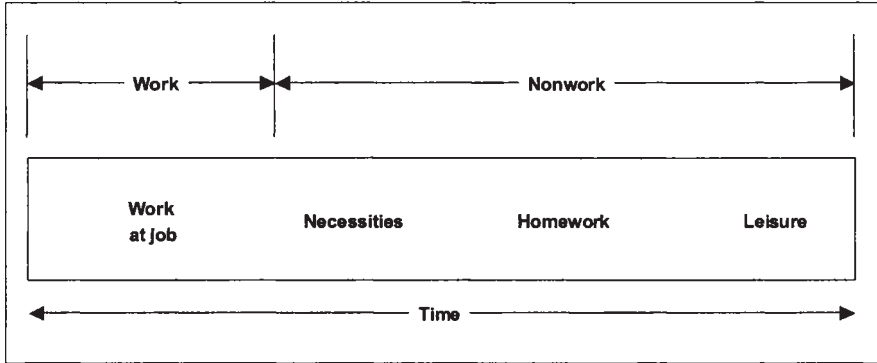 Work Nonwork
Work
at job
Necessities Homework Leisure
Time